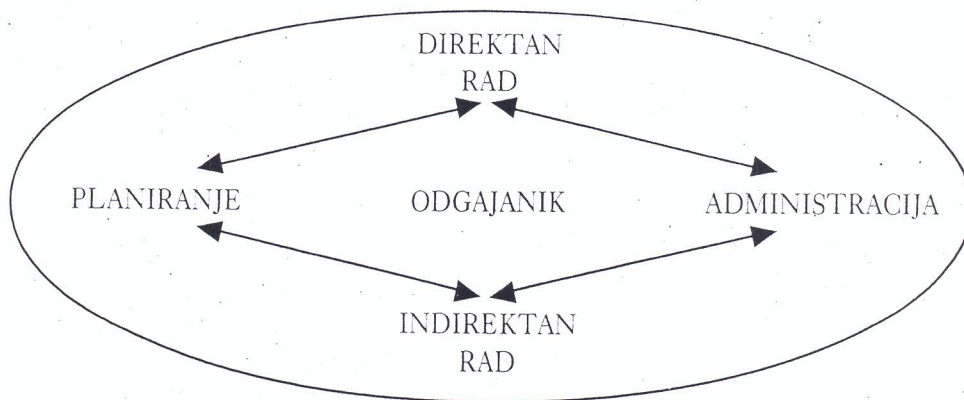 DIREKTAN
RAD
PLANIRANJE
ODGAJANIK
ADMINISTRACIJA
INDIREKTAN
RAD